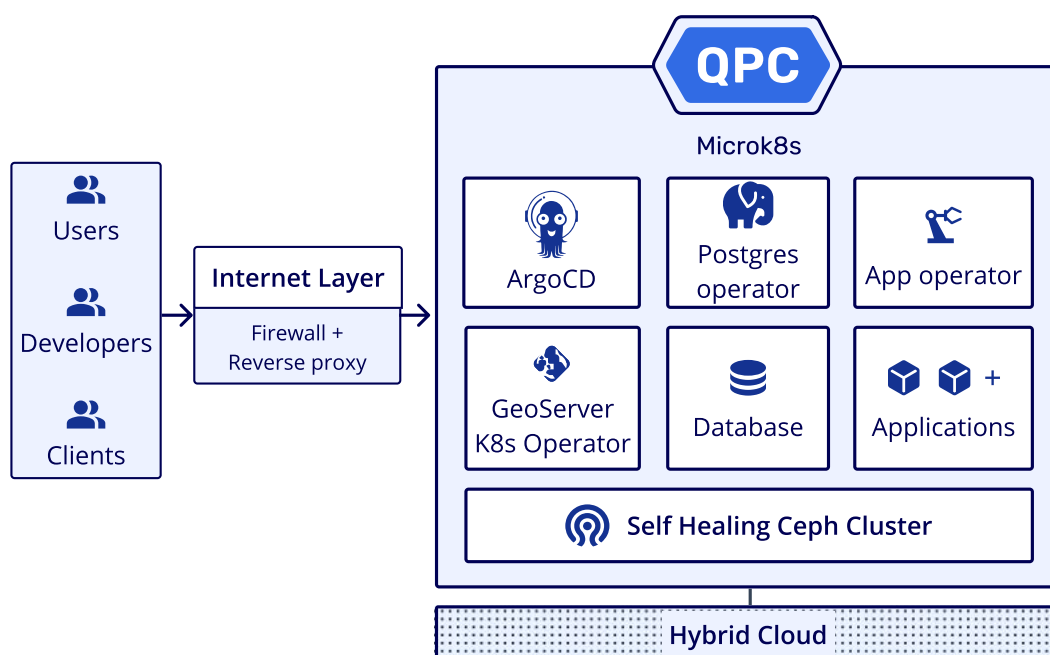 QPC
Microk8s
Users
Developers
Clients
Internet Layer
Firewall +
Reverse proxy
ArgoCD
Postgres
operator
App operator
GeoServer
K8s Operator
Database
+
Applications
Self Healing Ceph Cluster
Hybrid Cloud